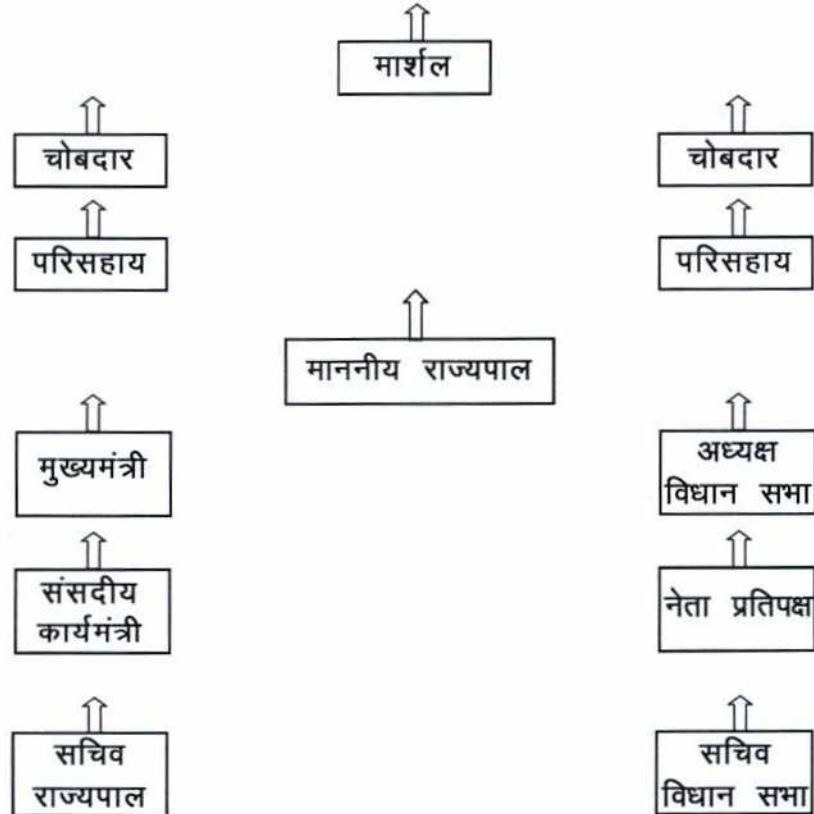 मार्शल
चोबदार
चोबदार
परिसहाय
परिसहाय
माननीय राज्यपाल
मुख्यमंत्री
अध्यक्ष
विधान सभा
संसदीय
कार्यमंत्री
नेता प्रतिपक्ष
सचिव
राज्यपाल
सचिव
विधान सभा